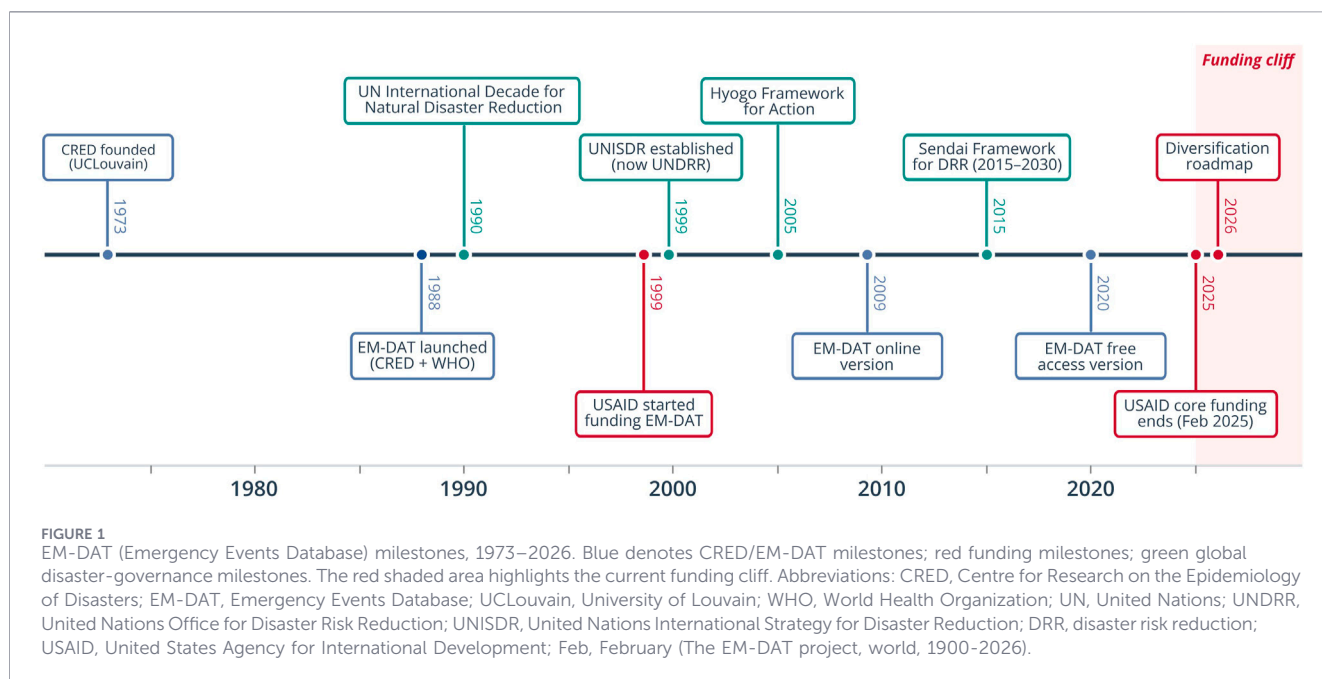 Funding cliff
UN International Decade for
Natural Disaster Reduction
Hyogo Framework
for Action
CRED founded
(UCLouvain)
UNISDR established
(now UNDRR)
Sendai Framework
for DRR (2015–2030)
Diversification
roadmap
1973
1990
1999
2005
2015
2026
1988
1999
2009
2020
2025
EM-DAT launched
(CRED + WHO)
EM-DAT online
version
EM-DAT free
access version
USAID started
funding EM-DAT
USAID core funding
ends (Feb 2025)
1980
1990
2000
2010
2020
FIGURE 1
EM-DAT (Emergency Events Database) milestones, 1973–2026. Blue denotes CRED/EM-DAT milestones; red funding milestones; green global
disaster-governance milestones. The red shaded area highlights the current funding cliff. Abbreviations: CRED, Centre for Research on the Epidemiology
of Disasters; EM-DAT, Emergency Events Database; UCLouvain, University of Louvain; WHO, World Health Organization; UN, United Nations; UNDRR,
United Nations Office for Disaster Risk Reduction; UNISDR, United Nations International Strategy for Disaster Reduction; DRR, disaster risk reduction;
USAID, United States Agency for International Development; Feb, February (The EM-DAT project, world, 1900-2026).